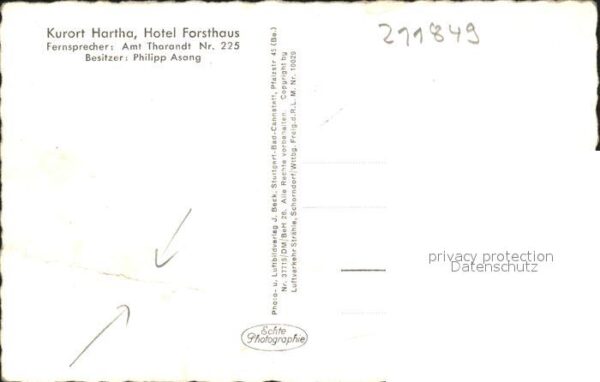 Kurort Hartha, Hotel Forsthaus
Fernsprecher: Amt Tharandt Nr. 225
Besitzer: Philipp Asang
211849
Photo- u. Luftbildverlag J. Beck, Stuttgart-Bad-Cannstatt, Pfalzstr 45 (Be.)
Nr. 37715/DM/BeH 26. Alle Rechte vorbehalten. Copyright by
Luftverkehr Strähle, Schorndorf/Wttbg. Freig.d.R.L. M. Nr. 10029
Echte
Photographie
privacy protection
Datenschutz